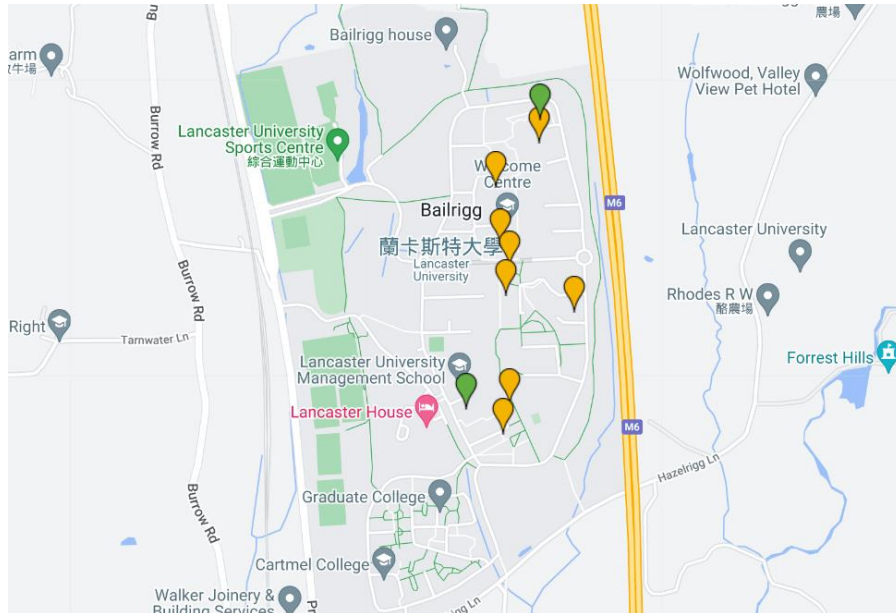 農場
Bailrigg house
arm
牛場
Wolfwood, Valley
View Pet Hotel
Burrow Rd
Lancaster University
Sports Centre
綜合運動中心
Welcome
Centre
M6
Bailrigg
蘭卡斯特大學
Lancaster
University
Lancaster University
Burrow Rd
Rhodes R W
酪農場
Right
Tarnwater Ln
Forrest Hills
Lancaster University
Management School
Lancaster House
M6
Hazelrigg Ln
Burrow Rd
Graduate College
Cartmel College
Walker Joinery &
Building Services
Hazelrigg Ln